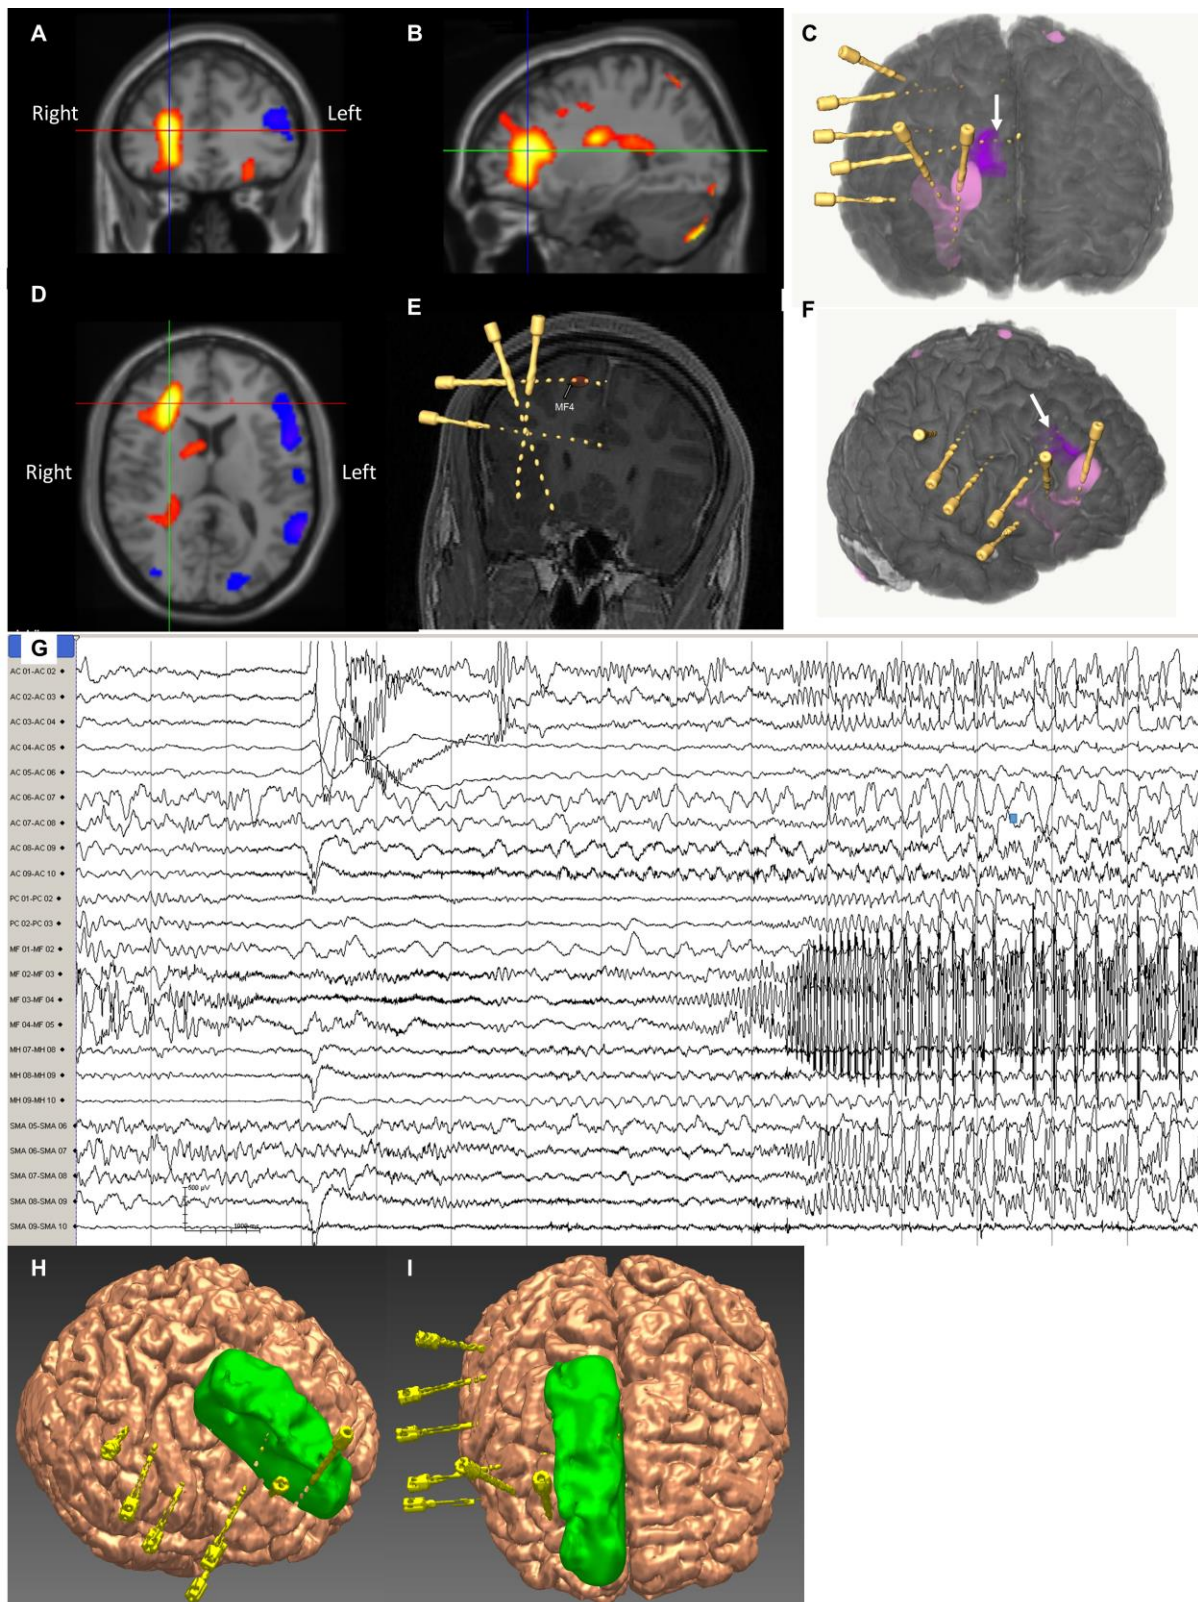 A
B
C
Right
Left
D
E
F
MF4
Right
Left
G
AC 01-AC 02
AC 02-AC 03
AC 03-AC 04
AC 04-AC 05
AC 05-AC 06
AC 06-AC 07
AC 07-AC 08
AC 08-AC 09
AC 09-AC 10
PC 01-PC 02
PC 02-PC 03
MF 01-MF 02
MF 02-MF 03
MF 03-MF 04
MF 04-MF 05
MH 07-MH 08
MH 08-MH 09
MH 09-MH 10
SMA 05-SMA 06
SMA 06-SMA 07
SMA 07-SMA 08
500 µV
SMA 08-SMA 09
1000 ms
SMA 09-SMA 10
H
I